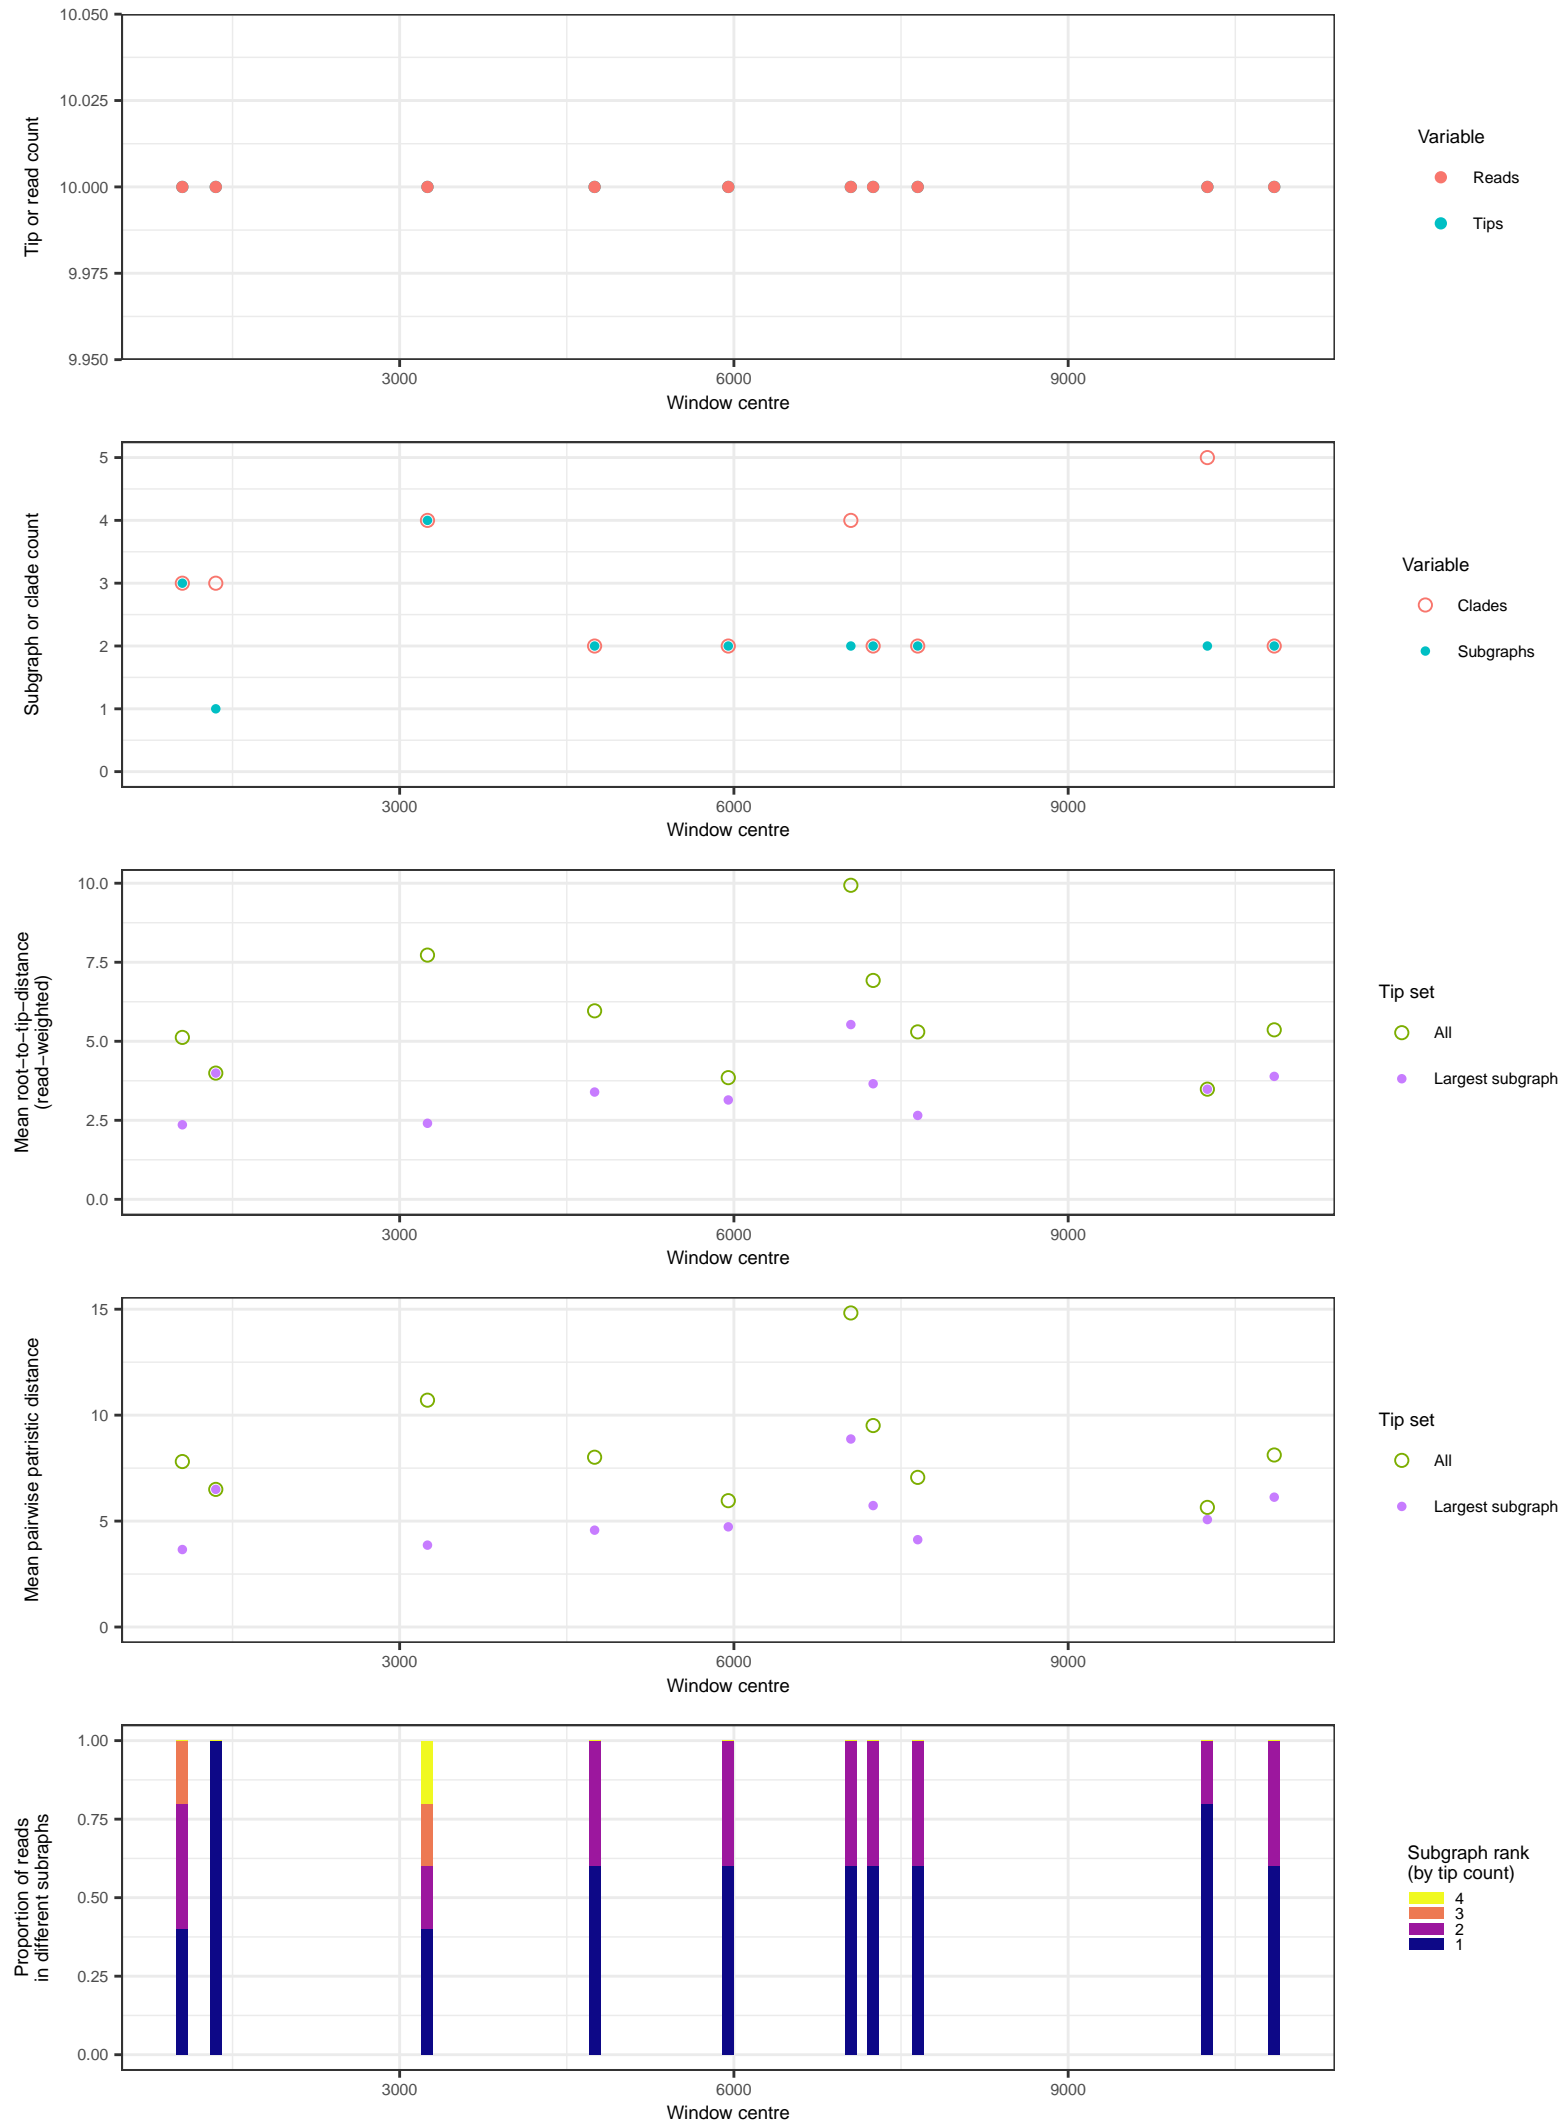 10.050
10.025
10.000
9.975
9.950
Tip or read count
3000
6000
9000
Window centre
Variable
Reads
Tips
5
4
3
2
1
0
Subgraph or clade count
3000
6000
9000
Window centre
Variable
Clades
Subgraphs
10.0
7.5
5.0
2.5
0.0
Mean root−to−tip−distance
(read−weighted)
3000
6000
9000
Window centre
Tip set
All
Largest subgraph
15
10
5
0
Mean pairwise patristic distance
3000
6000
9000
Window centre
Tip set
All
Largest subgraph
1.00
0.75
0.50
0.25
0.00
Proportion of reads
in different subraphs
3000
6000
9000
Window centre
Subgraph rank
(by tip count)
4
3
2
1